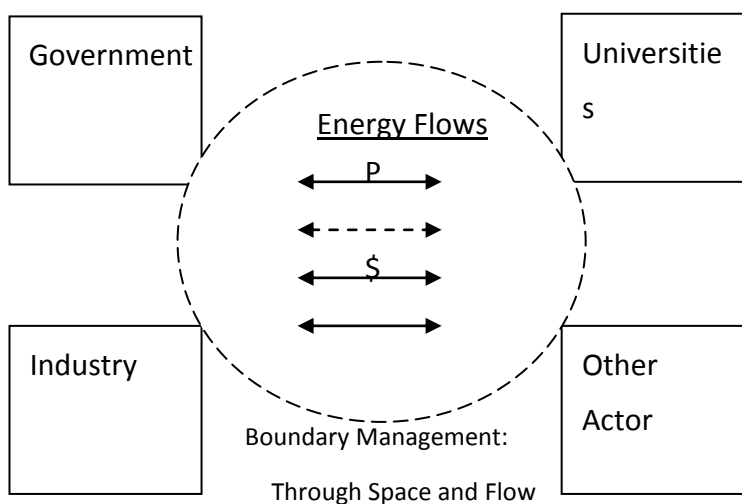 Government
Universitie
s
Energy Flows
P
$
Industry
Other
Actor
Boundary Management:
Through Space and Flow